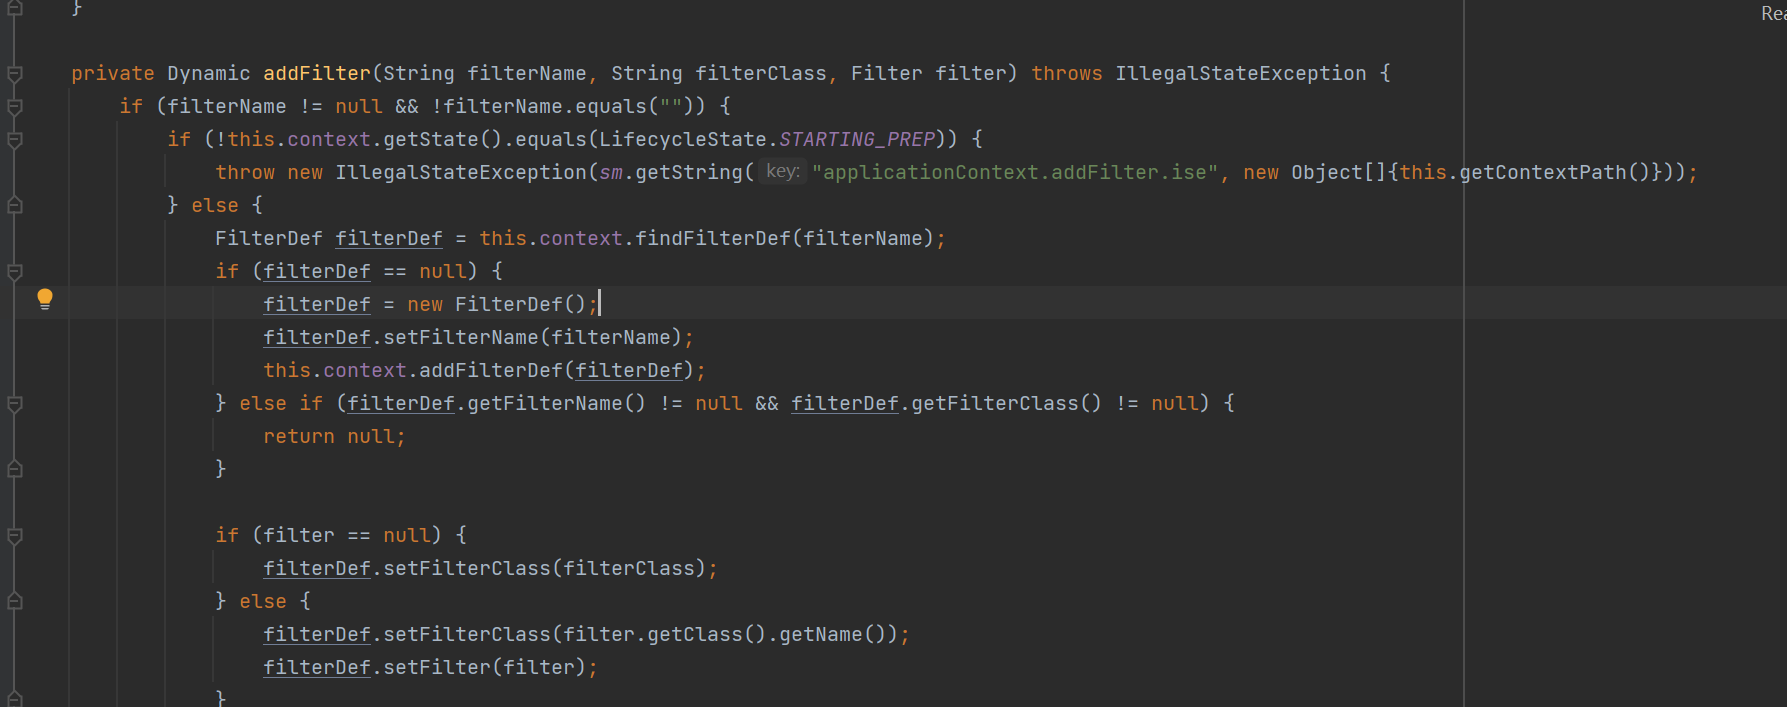 }
Rea
private Dynamic addFilter(String filterName, String filterClass, Filter filter) throws IllegalStateException {
if (filterName != null && !filterName.equals("")) {
if (!this.context.getState().equals(LifecycleState.STARTING_PREP)) {
throw new IllegalStateException(sm.getString( key: "applicationContext.addFilter.ise", new Object[]{this.getContextPath()}));
} else {
FilterDef filterDef = this.context.findFilterDef(filterName);
if (filterDef == null) {
filterDef = new FilterDef();
filterDef.setFilterName(filterName);
this.context.addFilterDef(filterDef);
} else if (filterDef.getFilterName() != null && filterDef.getFilterClass() != null) {
return null;
}
if (filter == null) {
filterDef.setFilterClass(filterClass);
} else {
filterDef.setFilterClass(filter.getClass().getName());
filterDef.setFilter(filter);
}